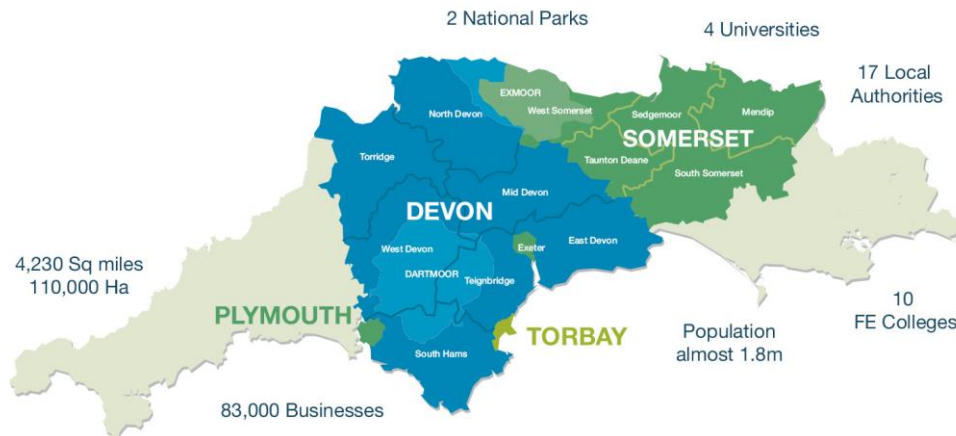 2 National Parks
4 Universities
17 Local
Authorities
EXMOOR
North Devon
West Somerset
Sedgemoor
Mendip
SOMERSET
Torridge
Taunton Deane
South Somerset
Mid Devon
DEVON
West Devon
Exeter
East Devon
4,230 Sq miles
110,000 Ha
DARTMOOR
Teignbridge
PLYMOUTH
TORBAY
South Hams
Population
almost 1.8m
10
FE Colleges
83,000 Businesses